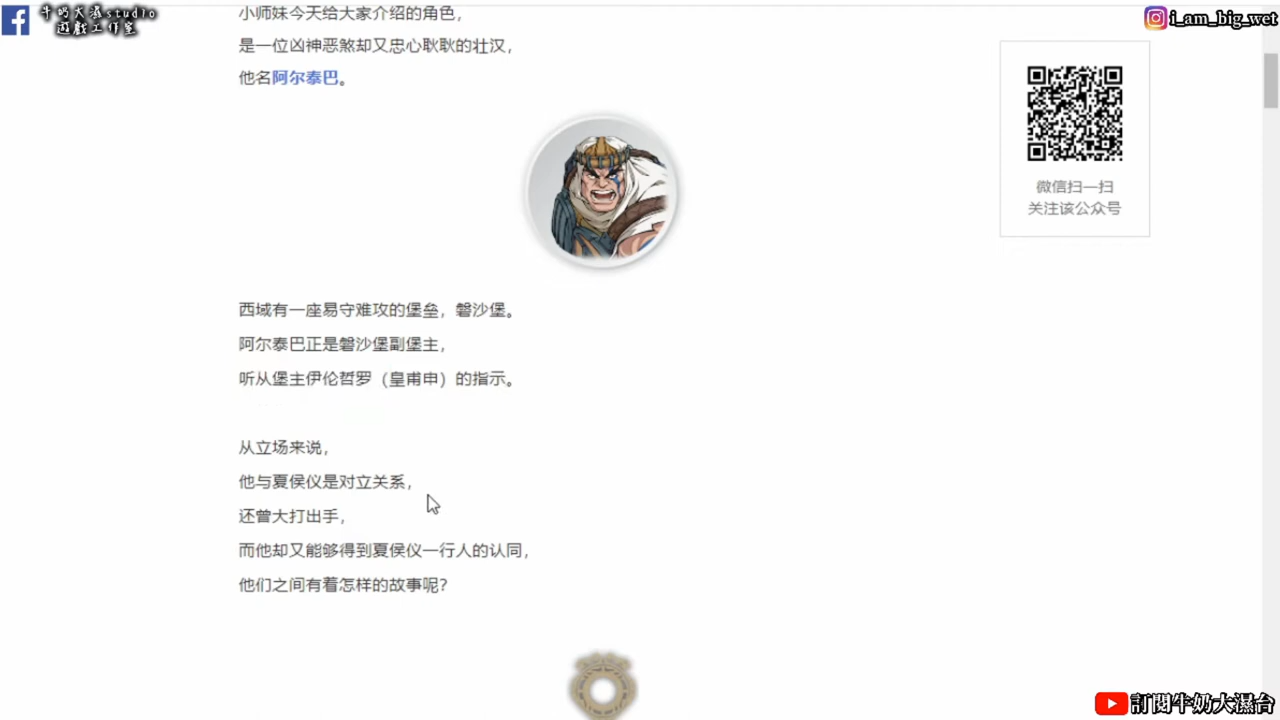 牛奶大濕studio
遊戲工作室
i_am_big_wet
小师妹今天给大家介绍的角色，
是一位凶神恶煞却又忠心耿耿的壮汉，
他名阿尔泰巴。
微信扫一扫
关注该公众号
西域有一座易守难攻的堡垒，磐沙堡。
阿尔泰巴正是磐沙堡副堡主，
听从堡主伊伦哲罗（皇甫申）的指示。
从立场来说，
他与夏侯仪是对立关系，
还曾大打出手，
而他却又能够得到夏侯仪一行人的认同，
他们之间有着怎样的故事呢？
訂閱牛奶大濕台